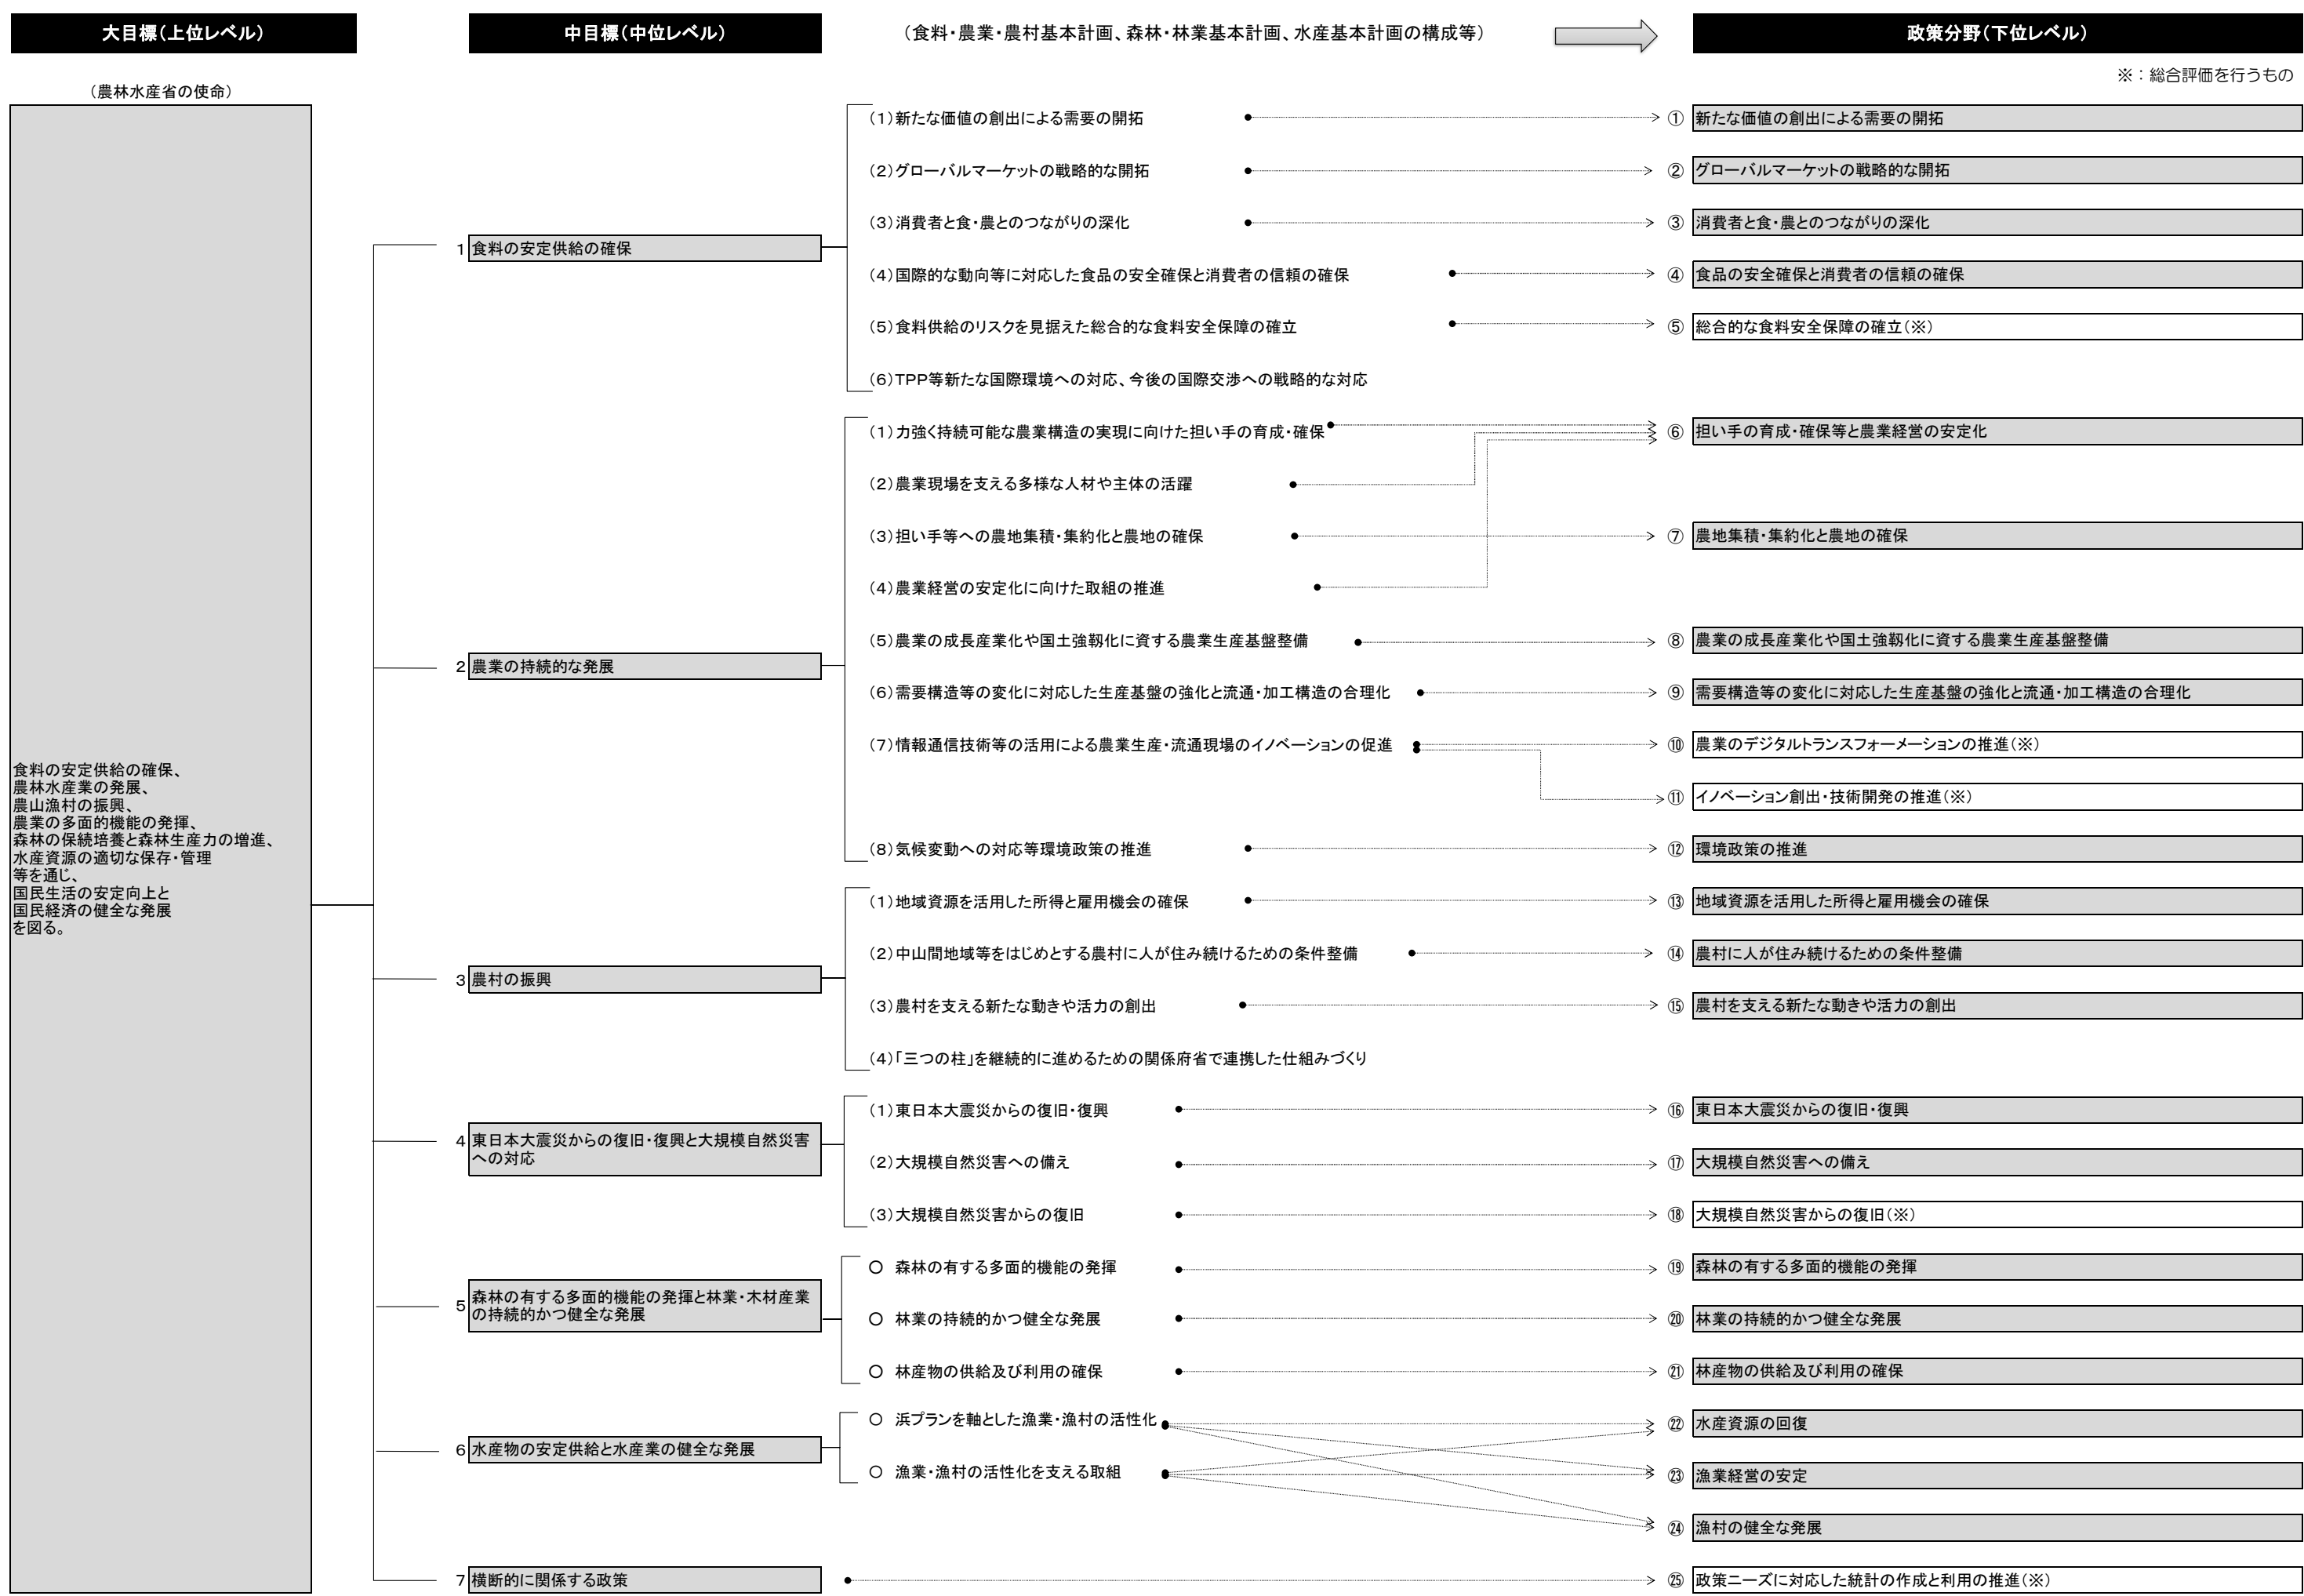 大目標(上位レベル)
中目標(中位レベル)
(食料・農業・農村基本計画、森林・林業基本計画、水産基本計画の構成等)
政策分野(下位レベル)
※：総合評価を行うもの
(農林水産省の使命)
食料の安定供給の確保、
農林水産業の発展、
農山漁村の振興、
農業の多面的機能の発揮、
森林の保続培養と森林生産力の増進、
水産資源の適切な保存・管理
等を通じ、
国民生活の安定向上と
国民経済の健全な発展
を図る。
1 食料の安定供給の確保
(1)新たな価値の創出による需要の開拓
① 新たな価値の創出による需要の開拓
(2)グローバルマーケットの戦略的な開拓
② グローバルマーケットの戦略的な開拓
(3)消費者と食・農とのつながりの深化
③ 消費者と食・農とのつながりの深化
(4)国際的な動向等に対応した食品の安全確保と消費者の信頼の確保
④ 食品の安全確保と消費者の信頼の確保
(5)食料供給のリスクを見据えた総合的な食料安全保障の確立
⑤ 総合的な食料安全保障の確立(※)
(6)TPP等新たな国際環境への対応、今後の国際交渉への戦略的な対応
2 農業の持続的な発展
(1)力強く持続可能な農業構造の実現に向けた担い手の育成・確保
⑥ 担い手の育成・確保等と農業経営の安定化
(2)農業現場を支える多様な人材や主体の活躍
(3)担い手等への農地集積・集約化と農地の確保
⑦ 農地集積・集約化と農地の確保
(4)農業経営の安定化に向けた取組の推進
(5)農業の成長産業化や国土強靱化に資する農業生産基盤整備
⑧ 農業の成長産業化や国土強靱化に資する農業生産基盤整備
(6)需要構造等の変化に対応した生産基盤の強化と流通・加工構造の合理化
⑨ 需要構造等の変化に対応した生産基盤の強化と流通・加工構造の合理化
(7)情報通信技術等の活用による農業生産・流通現場のイノベーションの促進
⑩ 農業のデジタルトランスフォーメーションの推進(※)
⑪ イノベーション創出・技術開発の推進(※)
(8)気候変動への対応等環境政策の推進
⑫ 環境政策の推進
3 農村の振興
(1)地域資源を活用した所得と雇用機会の確保
⑬ 地域資源を活用した所得と雇用機会の確保
(2)中山間地域等をはじめとする農村に人が住み続けるための条件整備
⑭ 農村に人が住み続けるための条件整備
(3)農村を支える新たな動きや活力の創出
⑮ 農村を支える新たな動きや活力の創出
(4)「三つの柱」を継続的に進めるための関係府省で連携した仕組みづくり
4 東日本大震災からの復旧・復興と大規模自然災害
への対応
(1)東日本大震災からの復旧・復興
⑯ 東日本大震災からの復旧・復興
(2)大規模自然災害への備え
⑰ 大規模自然災害への備え
(3)大規模自然災害からの復旧
⑱ 大規模自然災害からの復旧(※)
5 森林の有する多面的機能の発揮と林業・木材産業
の持続的かつ健全な発展
○ 森林の有する多面的機能の発揮
⑲ 森林の有する多面的機能の発揮
○ 林業の持続的かつ健全な発展
⑳ 林業の持続的かつ健全な発展
○ 林産物の供給及び利用の確保
㉑ 林産物の供給及び利用の確保
6 水産物の安定供給と水産業の健全な発展
○ 浜プランを軸とした漁業・漁村の活性化
㉒ 水産資源の回復
○ 漁業・漁村の活性化を支える取組
㉓ 漁業経営の安定
㉔ 漁村の健全な発展
7 横断的に関係する政策
㉕ 政策ニーズに対応した統計の作成と利用の推進(※)